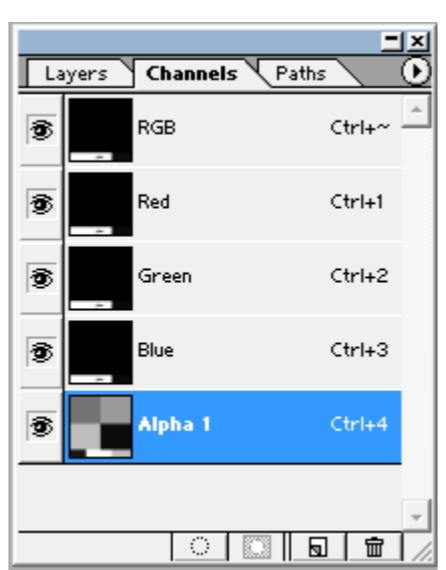 Layers Channels Paths
RGB Ctrl+~
Red Ctrl+1
Green Ctrl+2
Blue Ctrl+3
Alpha 1 Ctrl+4